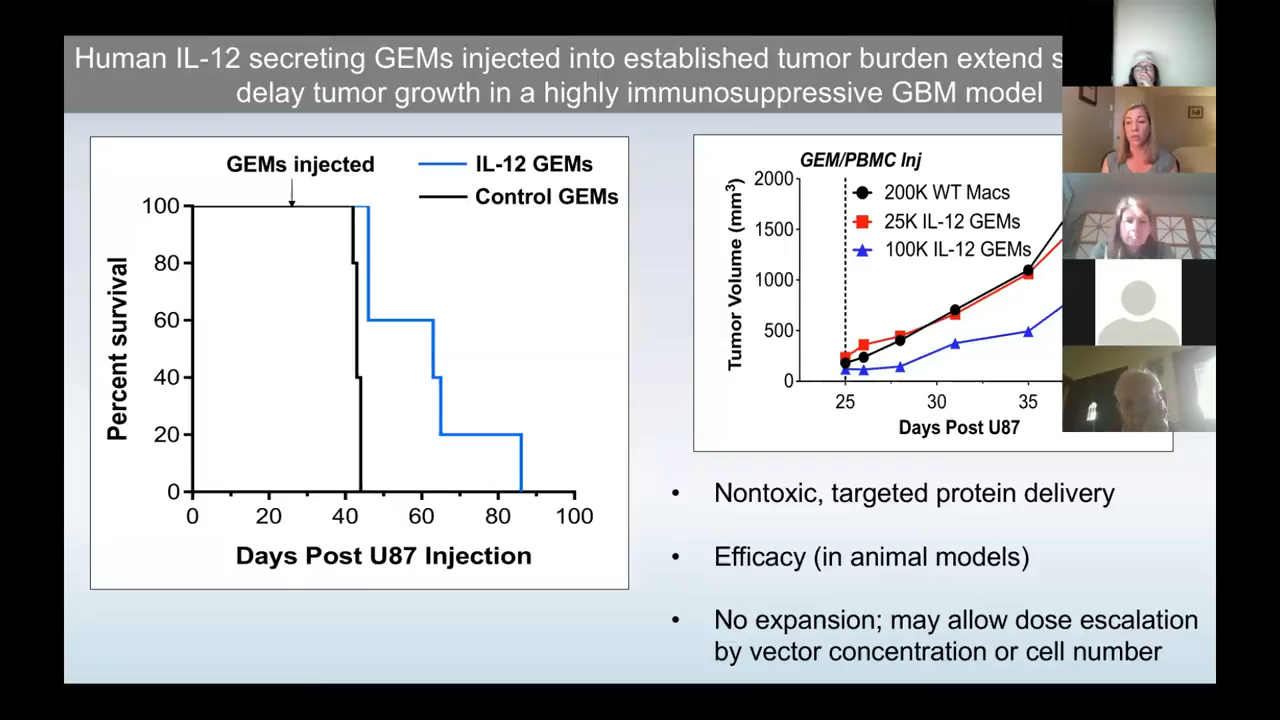 Human IL-12 secreting GEMs injected into established tumor burden extend
delay tumor growth in a highly immunosuppressive GBM model
GEMs injected
IL-12 GEMs
Control GEMs
100
80
60
40
20
0
0 20 40 60 80 100
Percent survival
Days Post U87 Injection
GEM/PBMC Inj
200K WT Macs
25K IL-12 GEMs
100K IL-12 GEMs
2000
1500
1000
500
0
25 30 35
Tumor Volume (mm³)
Days Post U87
• Nontoxic, targeted protein delivery
• Efficacy (in animal models)
• No expansion; may allow dose escalation
by vector concentration or cell number